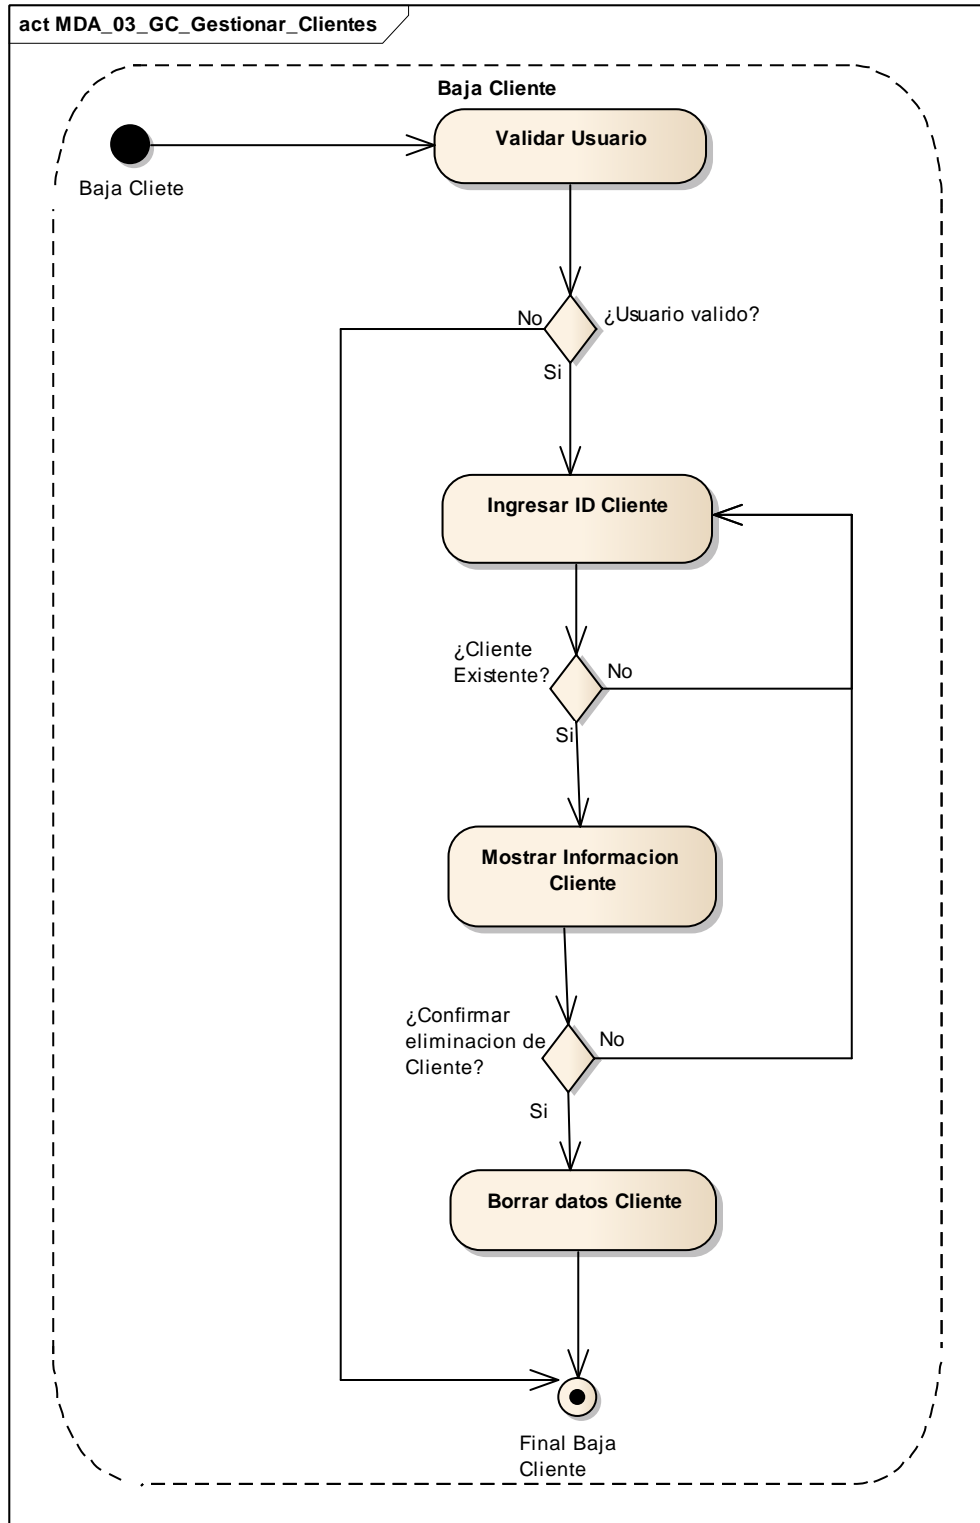 act MDA_03_GC_Gestionar_Clientes
Baja Cliente
Validar Usuario
Baja Cliete
¿Usuario valido?
No
Si
Ingresar ID Cliente
¿Cliente
Existente?
No
Si
Mostrar Informacion
Cliente
¿Confirmar
eliminacion de
Cliente?
No
Si
Borrar datos Cliente
Final Baja
Cliente